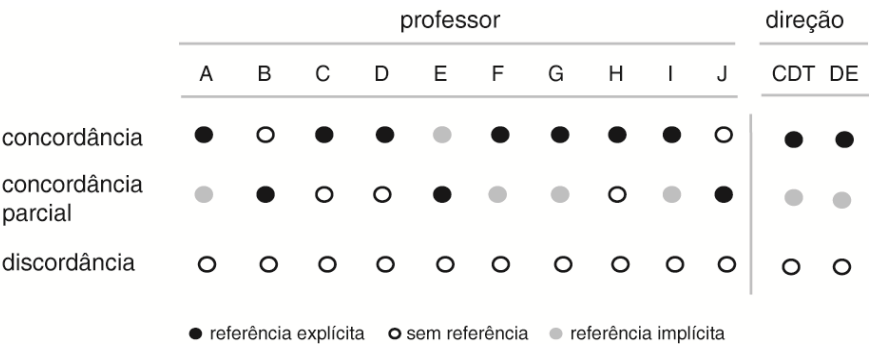 professor direção
A B C D E F G H I J CDT DE
concordância
concordância
parcial
discordância
referência explícita sem referência referência implícita